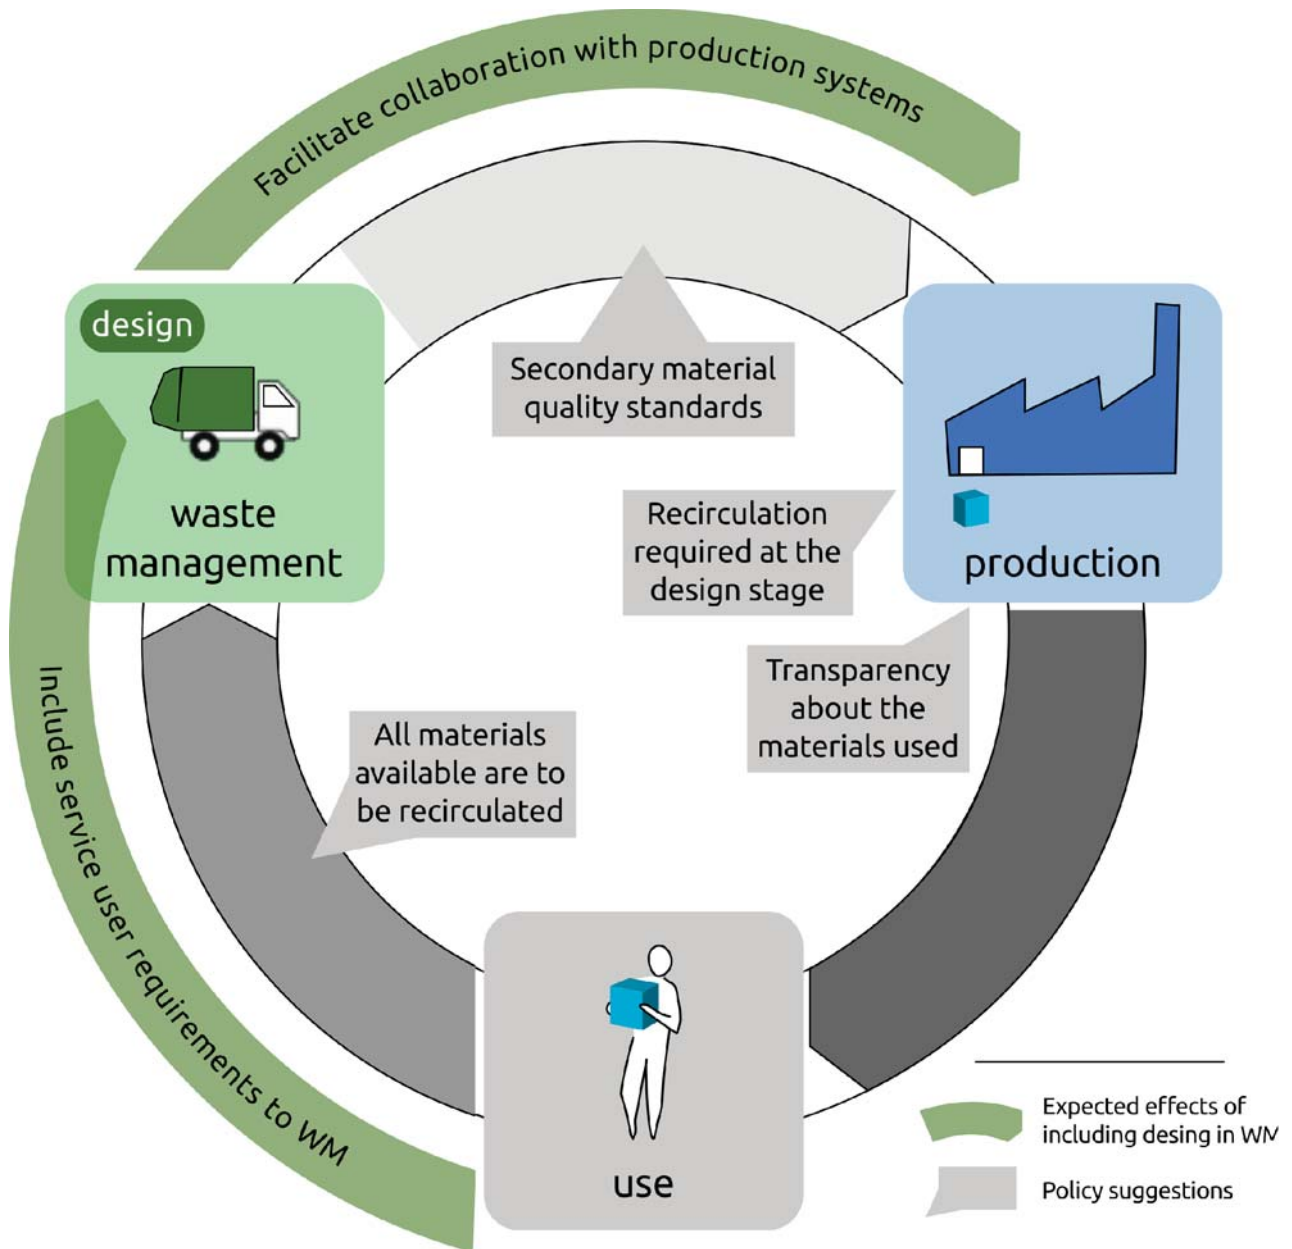 Facilitate collaboration with production systems
design
waste
management
Secondary material
quality standards
Recirculation
required at the
design stage
production
Transparency
about the
materials used
All materials
available are to
be recirculated
Include service user requirements to WM
use
Expected effects of
including desing in WM
Policy suggestions